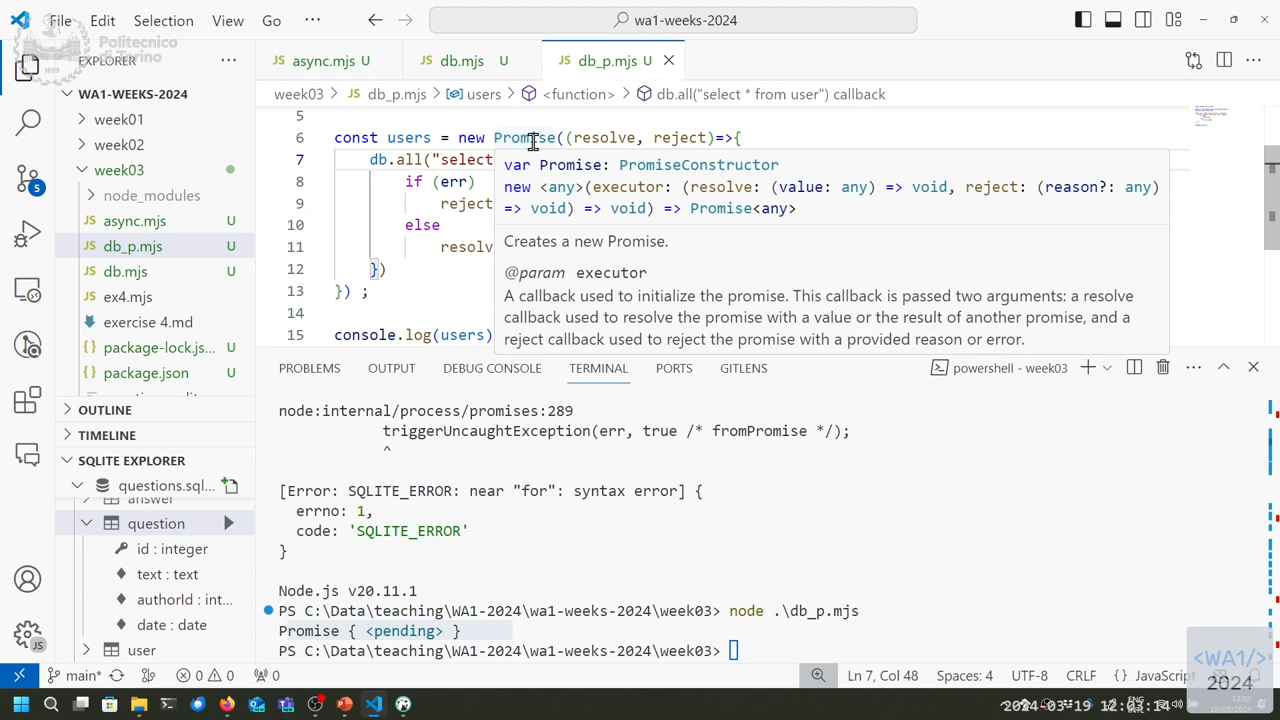 File Edit Selection View Go ··· wa1-weeks-2024
Politecnico
di Torino
1859
EXPLORER
WA1-WEEKS-2024
week01
week02
week03
node_modules
JS async.mjs U
JS db_p.mjs U
JS db.mjs U
JS ex4.mjs
exercise 4.md
{} package-lock.js... U
{} package.json U
OUTLINE
TIMELINE
SQLITE EXPLORER
questions.sql...
answer
question
id : integer
text : text
authorId : int...
date : date
user
5
JS async.mjs U JS db.mjs U JS db_p.mjs U
week03 > JS db_p.mjs > users > <function> > db.all("select * from user") callback
5
6 const users = new Promise((resolve, reject)=>{
7 db.all("select
8 if (err)
9 reject
10 else
11 resolv
12 })
13 }) ;
14
15 console.log(users)
var Promise: PromiseConstructor
new <any>(executor: (resolve: (value: any) => void, reject: (reason?: any)
=> void) => void) => Promise<any>
Creates a new Promise.
@param executor
A callback used to initialize the promise. This callback is passed two arguments: a resolve
callback used to resolve the promise with a value or the result of another promise, and a
reject callback used to reject the promise with a provided reason or error.
PROBLEMS OUTPUT DEBUG CONSOLE TERMINAL PORTS GITLENS powershell - week03
node:internal/process/promises:289
triggerUncaughtException(err, true /* fromPromise */);
^
[Error: SQLITE_ERROR: near "for": syntax error] {
errno: 1,
code: 'SQLITE_ERROR'
}
Node.js v20.11.1
PS C:\Data\teaching\WA1-2024\wa1-weeks-2024\week03> node .\db_p.mjs
Promise { <pending> }
PS C:\Data\teaching\WA1-2024\wa1-weeks-2024\week03>
main* 0 0 0 Ln 7, Col 48 Spaces: 4 UTF-8 CRLF {} JavaScript
<WA1/>
2024
2024-03-19 12:03:14